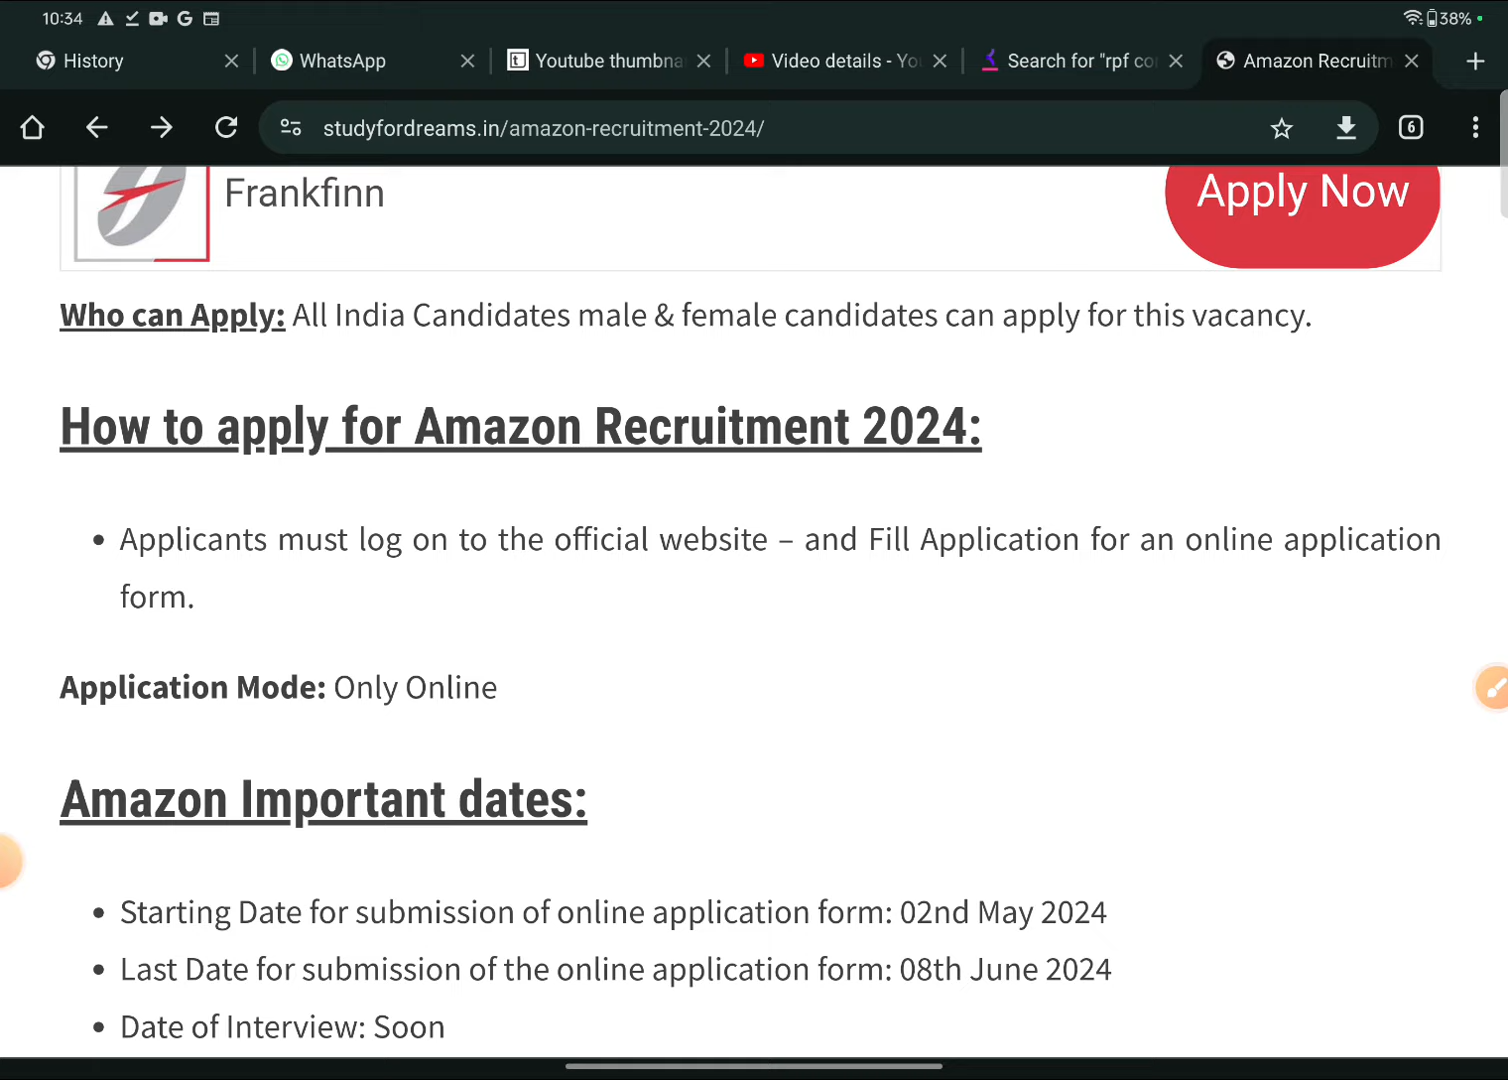 10:34 38%
History WhatsApp Youtube thumbna Video details - You Search for "rpf co Amazon Recruitm
studyfordreams.in/amazon-recruitment-2024/ 6
Frankfinn Apply Now
Who can Apply: All India Candidates male & female candidates can apply for this vacancy.
How to apply for Amazon Recruitment 2024:
• Applicants must log on to the official website – and Fill Application for an online application
form.
Application Mode: Only Online
Amazon Important dates:
• Starting Date for submission of online application form: 02nd May 2024
• Last Date for submission of the online application form: 08th June 2024
• Date of Interview: Soon